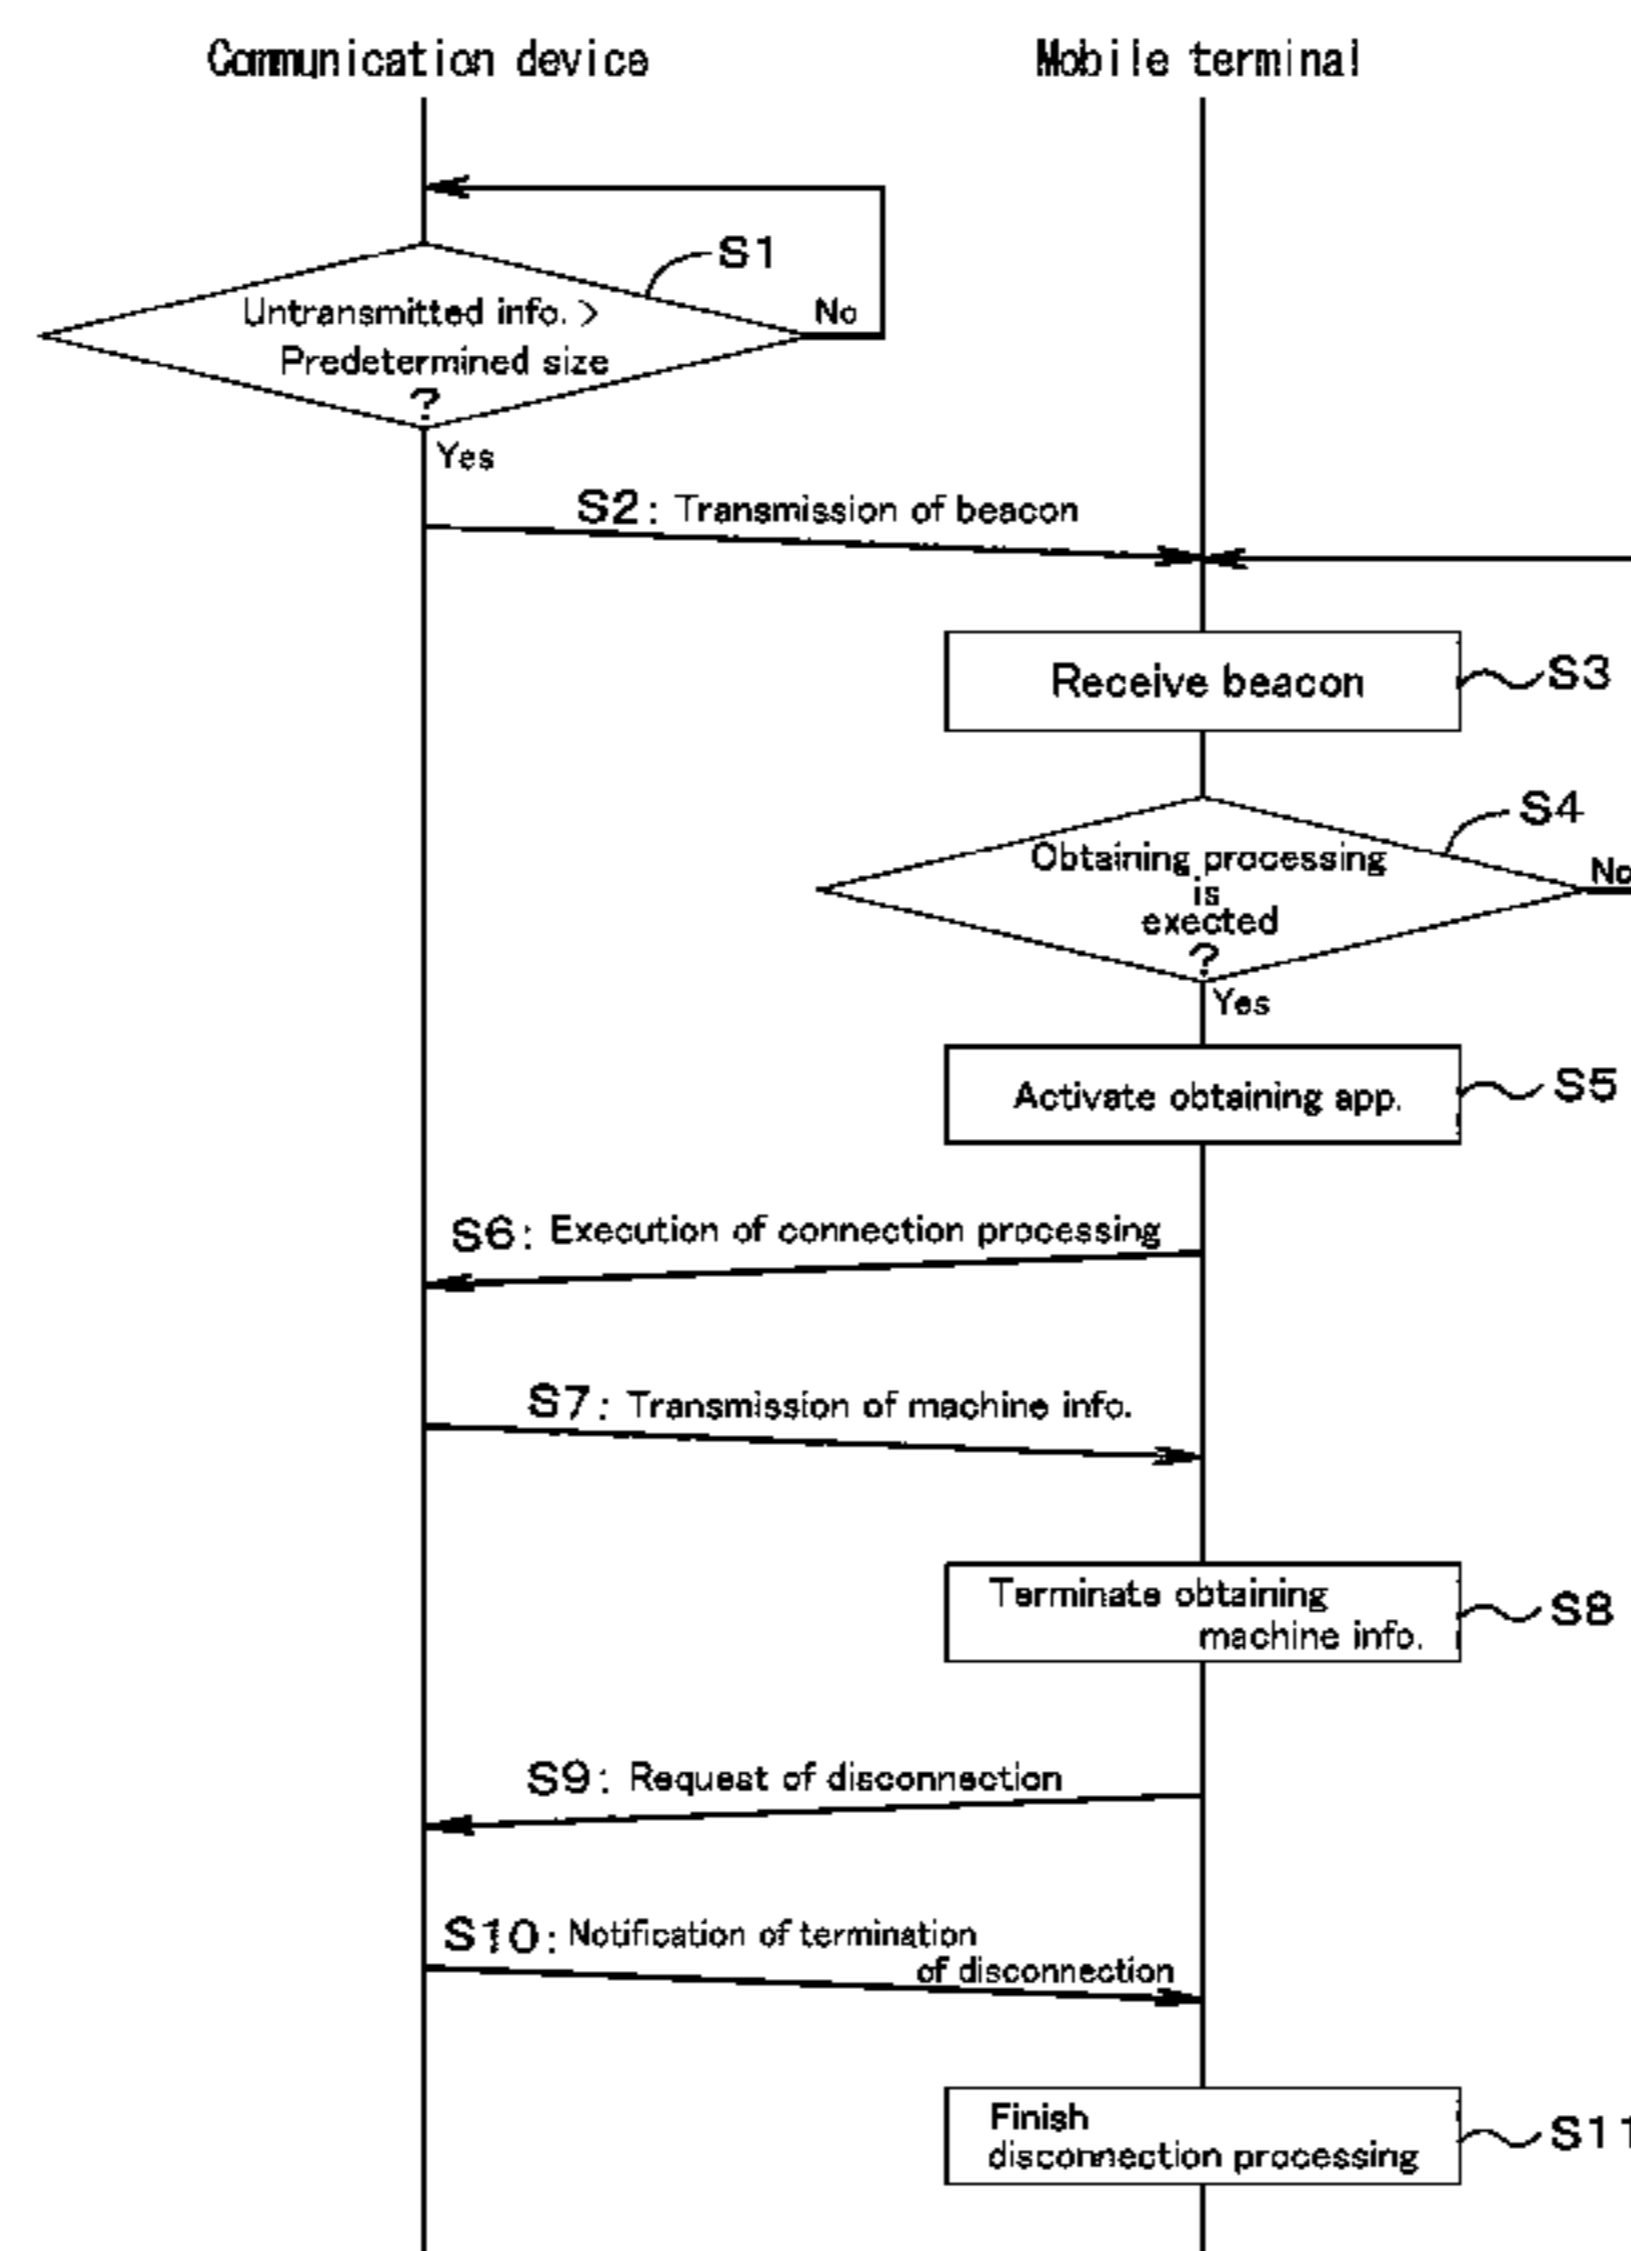 Communication device
Mobile terminal
S1
Untransmitted info. >
Predetermined size
?
No
Yes
S2: Transmission of beacon
Receive beacon
S3
S4
Obtaining processing
is
exected
?
No
Yes
Activate obtaining app.
S5
S6: Execution of connection processing
S7: Transmission of machine info.
Terminate obtaining
machine info.
S8
S9: Request of disconnection
S10: Notification of termination
of disconnection
Finish
disconnection processing
S11